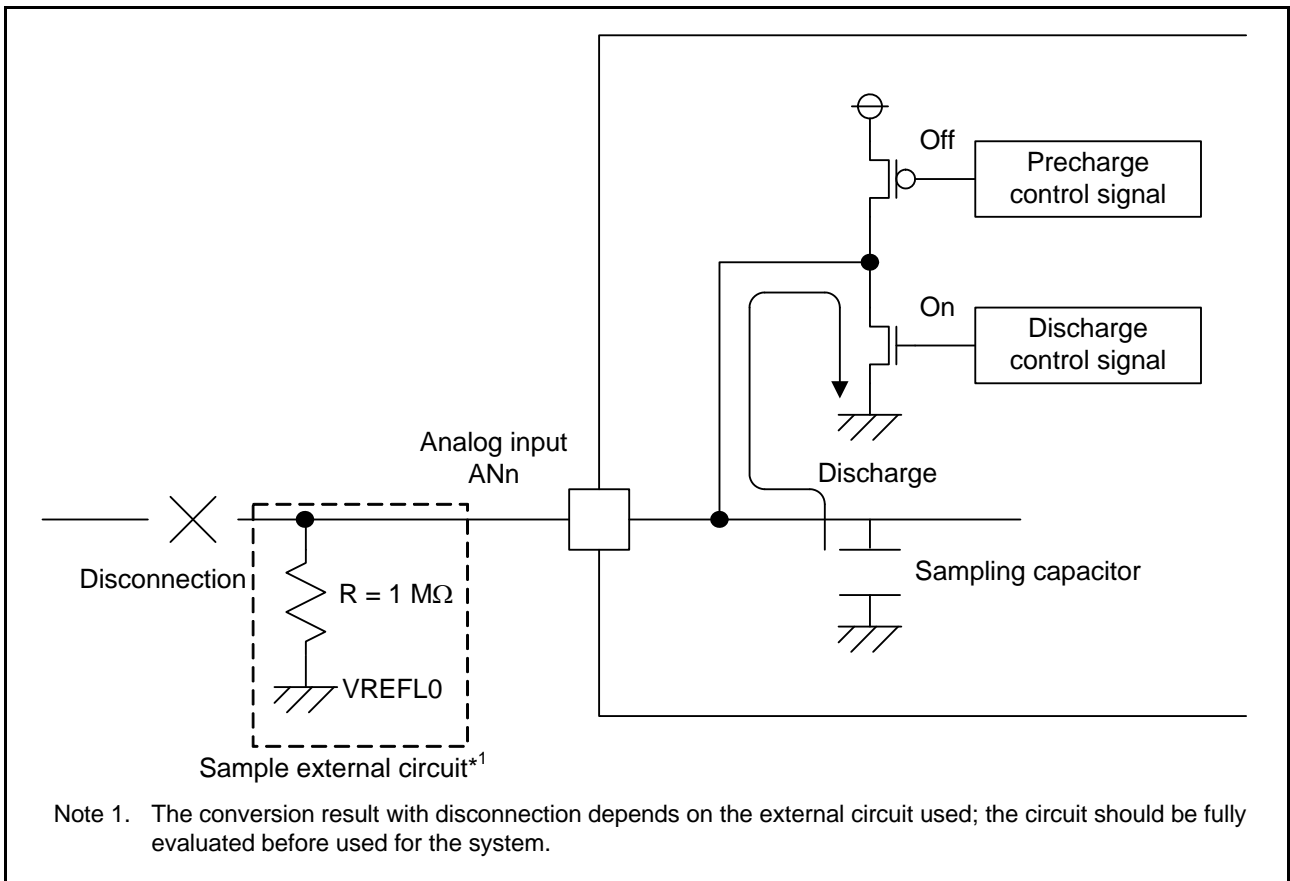 Off
Precharge
control signal
On
Discharge
control signal
Analog input
ANn
Discharge
Disconnection
R = 1 MΩ
Sampling capacitor
VREFL0
Sample external circuit*1
Note 1. The conversion result with disconnection depends on the external circuit used; the circuit should be fully
evaluated before used for the system.